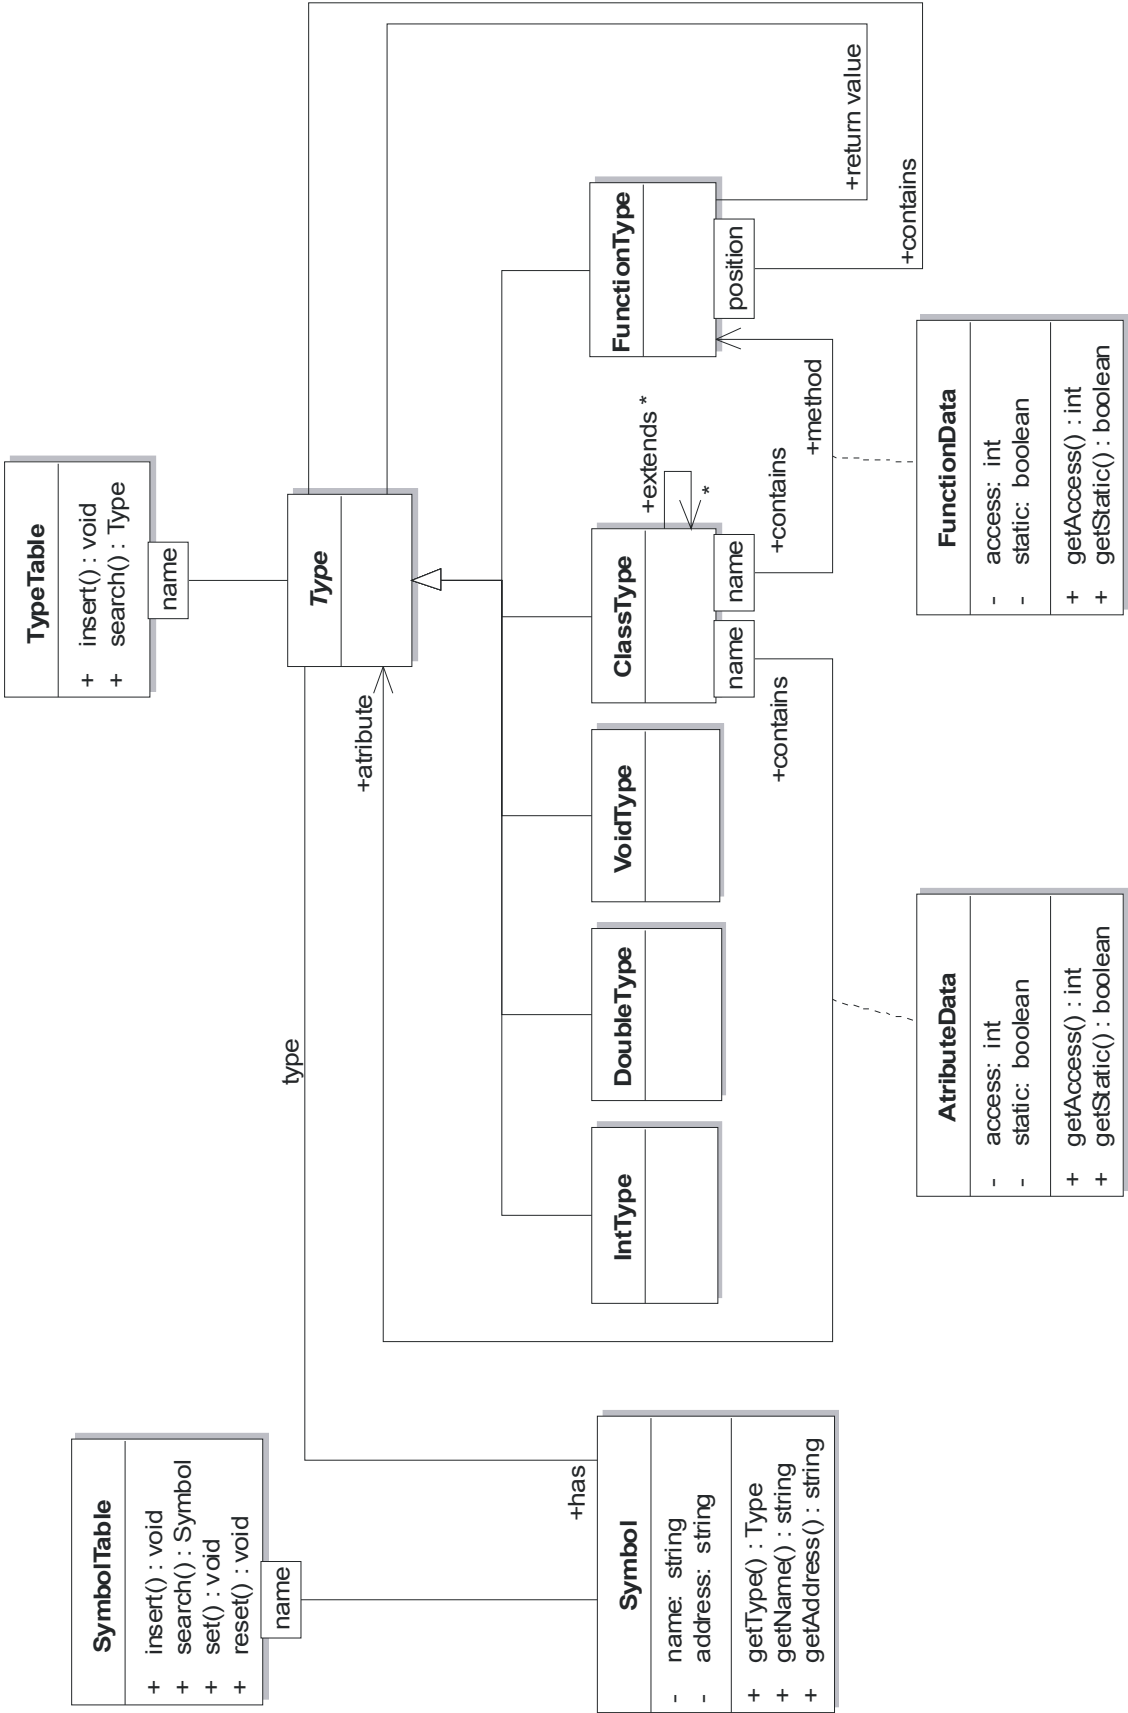 SymbolTable
+ insert() : void
+ search() : Symbol
+ set() : void
+ reset() : void
name
TypeTable
+ insert() : void
+ search() : Type
name
type
Type
+atribute
+has
Symbol
- name: string
- address: string
+ getType() : Type
+ getName() : string
+ getAddress() : string
IntType
DoubleType
VoidType
ClassType
+extends *
*
name
name
+contains
+contains
+method
FunctionType
position
+return value
+contains
AtributeData
- access: int
- static: boolean
+ getAccess() : int
+ getStatic() : boolean
FunctionData
- access: int
- static: boolean
+ getAccess() : int
+ getStatic() : boolean